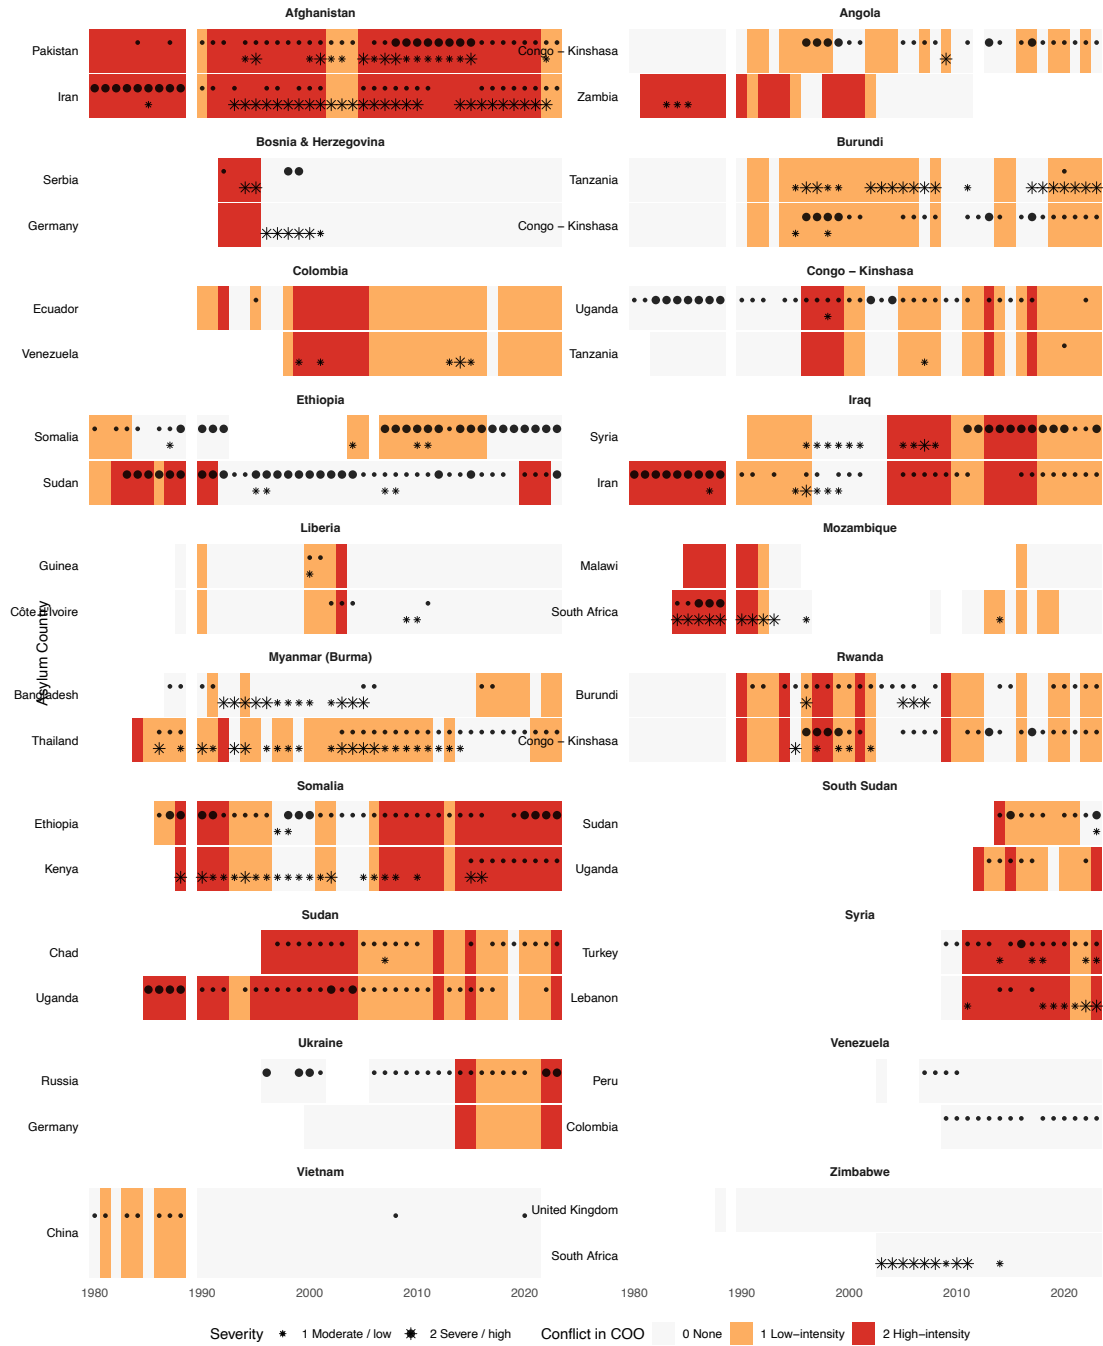 Afghanistan
Angola
Pakistan
Congo − Kinshasa
Iran
Zambia
Bosnia & Herzegovina
Burundi
Serbia
Tanzania
Germany
Congo − Kinshasa
Colombia
Congo − Kinshasa
Ecuador
Uganda
Venezuela
Tanzania
Ethiopia
Iraq
Somalia
Syria
Sudan
Iran
Liberia
Mozambique
Guinea
Malawi
Côte d'Ivoire
South Africa
Asylum Country
Myanmar (Burma)
Rwanda
Bangladesh
Burundi
Thailand
Congo − Kinshasa
Somalia
South Sudan
Ethiopia
Sudan
Kenya
Uganda
Sudan
Syria
Chad
Turkey
Uganda
Lebanon
Ukraine
Venezuela
Russia
Peru
Germany
Colombia
Vietnam
Zimbabwe
China
United Kingdom
South Africa
1980 1990 2000 2010 2020 1980 1990 2000 2010 2020
Severity 1 Moderate / low 2 Severe / high Conflict in COO 0 None 1 Low−intensity 2 High−intensity